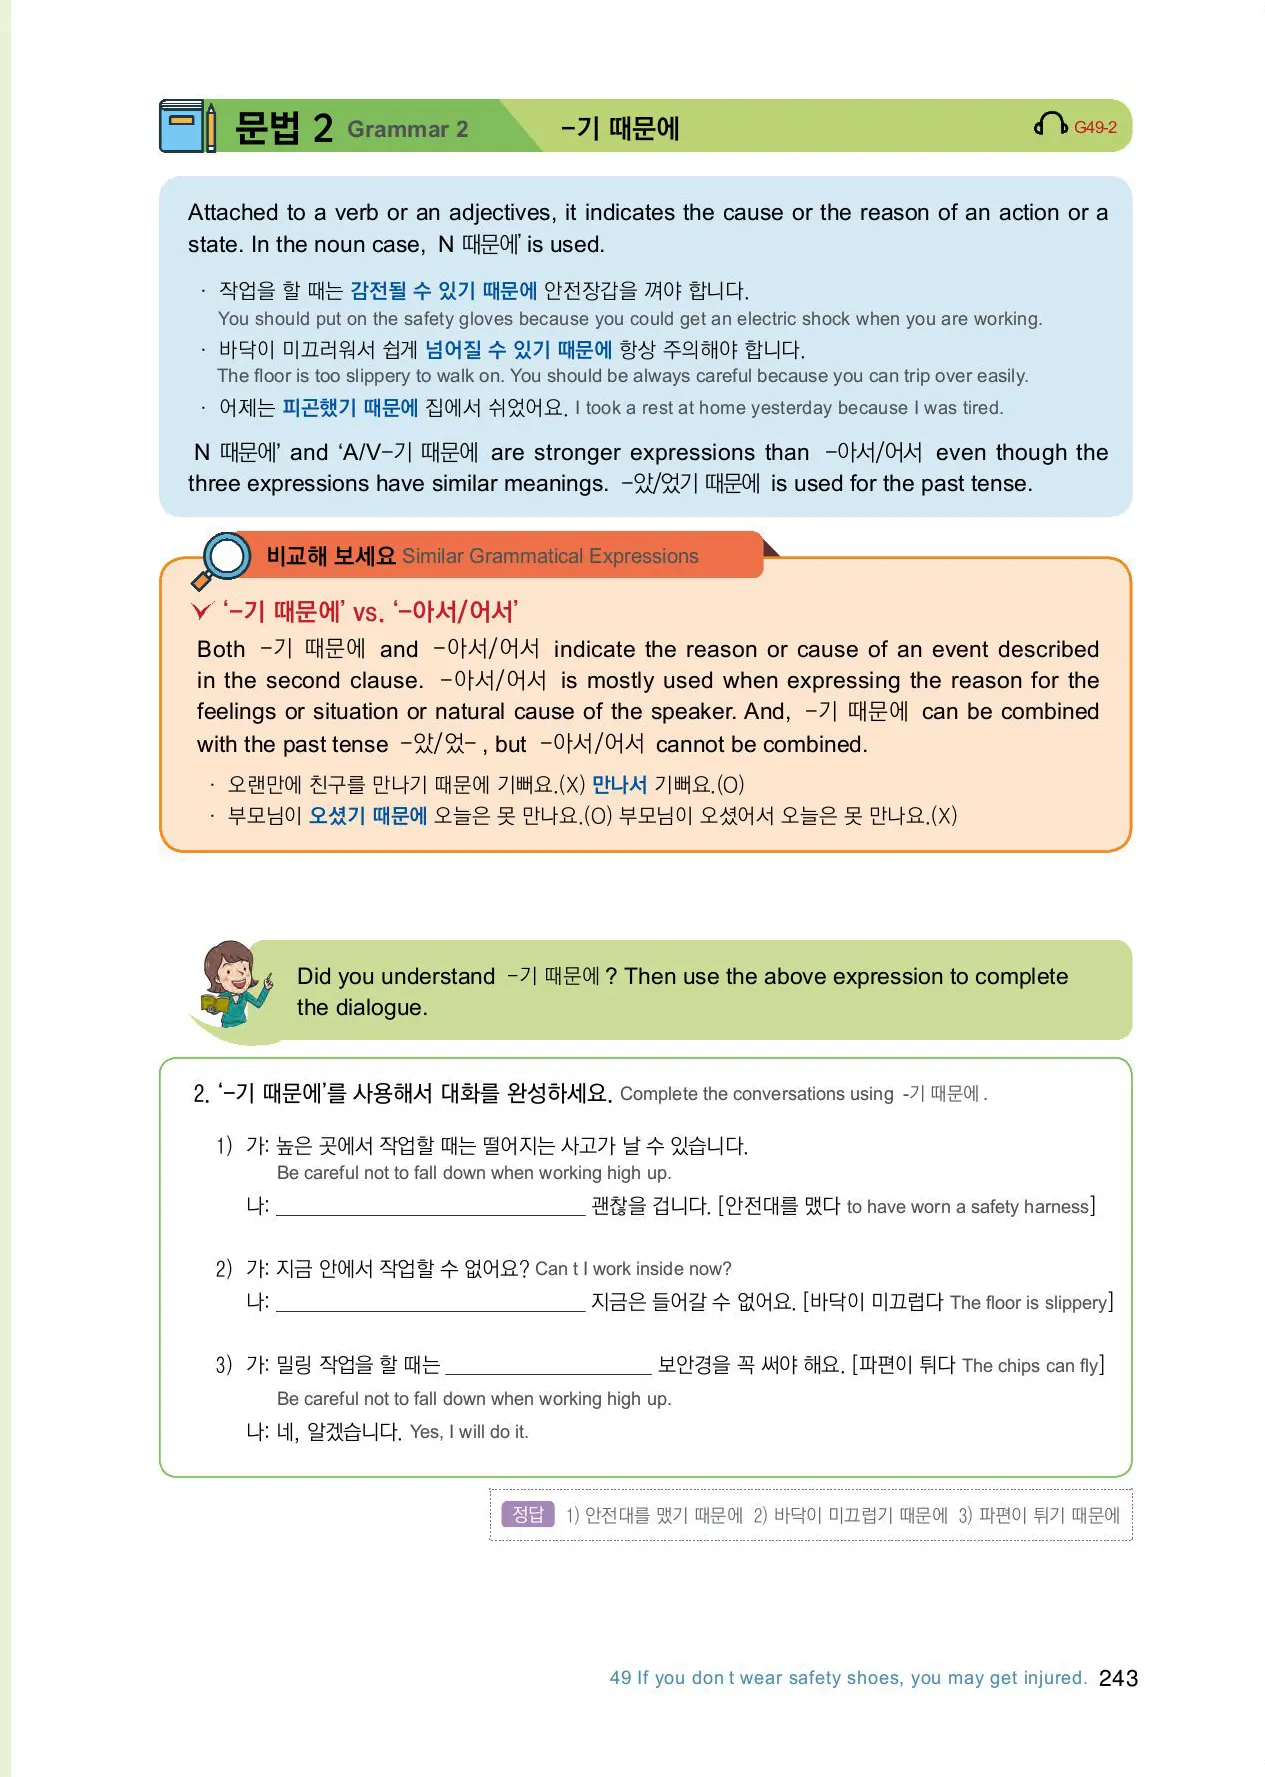 문법 2 Grammar 2 -기 때문에 G49-2
Attached to a verb or an adjectives, it indicates the cause or the reason of an action or a
state. In the noun case, N 때문에’ is used.
· 작업을 할 때는 감전될 수 있기 때문에 안전장갑을 껴야 합니다.
You should put on the safety gloves because you could get an electric shock when you are working.
· 바닥이 미끄러워서 쉽게 넘어질 수 있기 때문에 항상 주의해야 합니다.
The floor is too slippery to walk on. You should be always careful because you can trip over easily.
· 어제는 피곤했기 때문에 집에서 쉬었어요. I took a rest at home yesterday because I was tired.
N 때문에’ and ‘A/V-기 때문에 are stronger expressions than -아서/어서 even though the
three expressions have similar meanings. -았/었기 때문에 is used for the past tense.
비교해 보세요 Similar Grammatical Expressions
‘-기 때문에’ vs. ‘-아서/어서’
Both -기 때문에 and -아서/어서 indicate the reason or cause of an event described
in the second clause. -아서/어서 is mostly used when expressing the reason for the
feelings or situation or natural cause of the speaker. And, -기 때문에 can be combined
with the past tense -았/었- , but -아서/어서 cannot be combined.
· 오랜만에 친구를 만나기 때문에 기뻐요.(X) 만나서 기뻐요.(O)
· 부모님이 오셨기 때문에 오늘은 못 만나요.(O) 부모님이 오셨어서 오늘은 못 만나요.(X)
Did you understand -기 때문에 ? Then use the above expression to complete
the dialogue.
2. ‘-기 때문에’를 사용해서 대화를 완성하세요. Complete the conversations using -기 때문에 .
1) 가: 높은 곳에서 작업할 때는 떨어지는 사고가 날 수 있습니다.
Be careful not to fall down when working high up.
나: ______________________________ 괜찮을 겁니다. [안전대를 맸다 to have worn a safety harness]
2) 가: 지금 안에서 작업할 수 없어요? Can t I work inside now?
나: ______________________________ 지금은 들어갈 수 없어요. [바닥이 미끄럽다 The floor is slippery]
3) 가: 밀링 작업을 할 때는 ____________________ 보안경을 꼭 써야 해요. [파편이 튀다 The chips can fly]
Be careful not to fall down when working high up.
나: 네, 알겠습니다. Yes, I will do it.
정답 1) 안전대를 맸기 때문에 2) 바닥이 미끄럽기 때문에 3) 파편이 튀기 때문에
49 If you don t wear safety shoes, you may get injured. 243